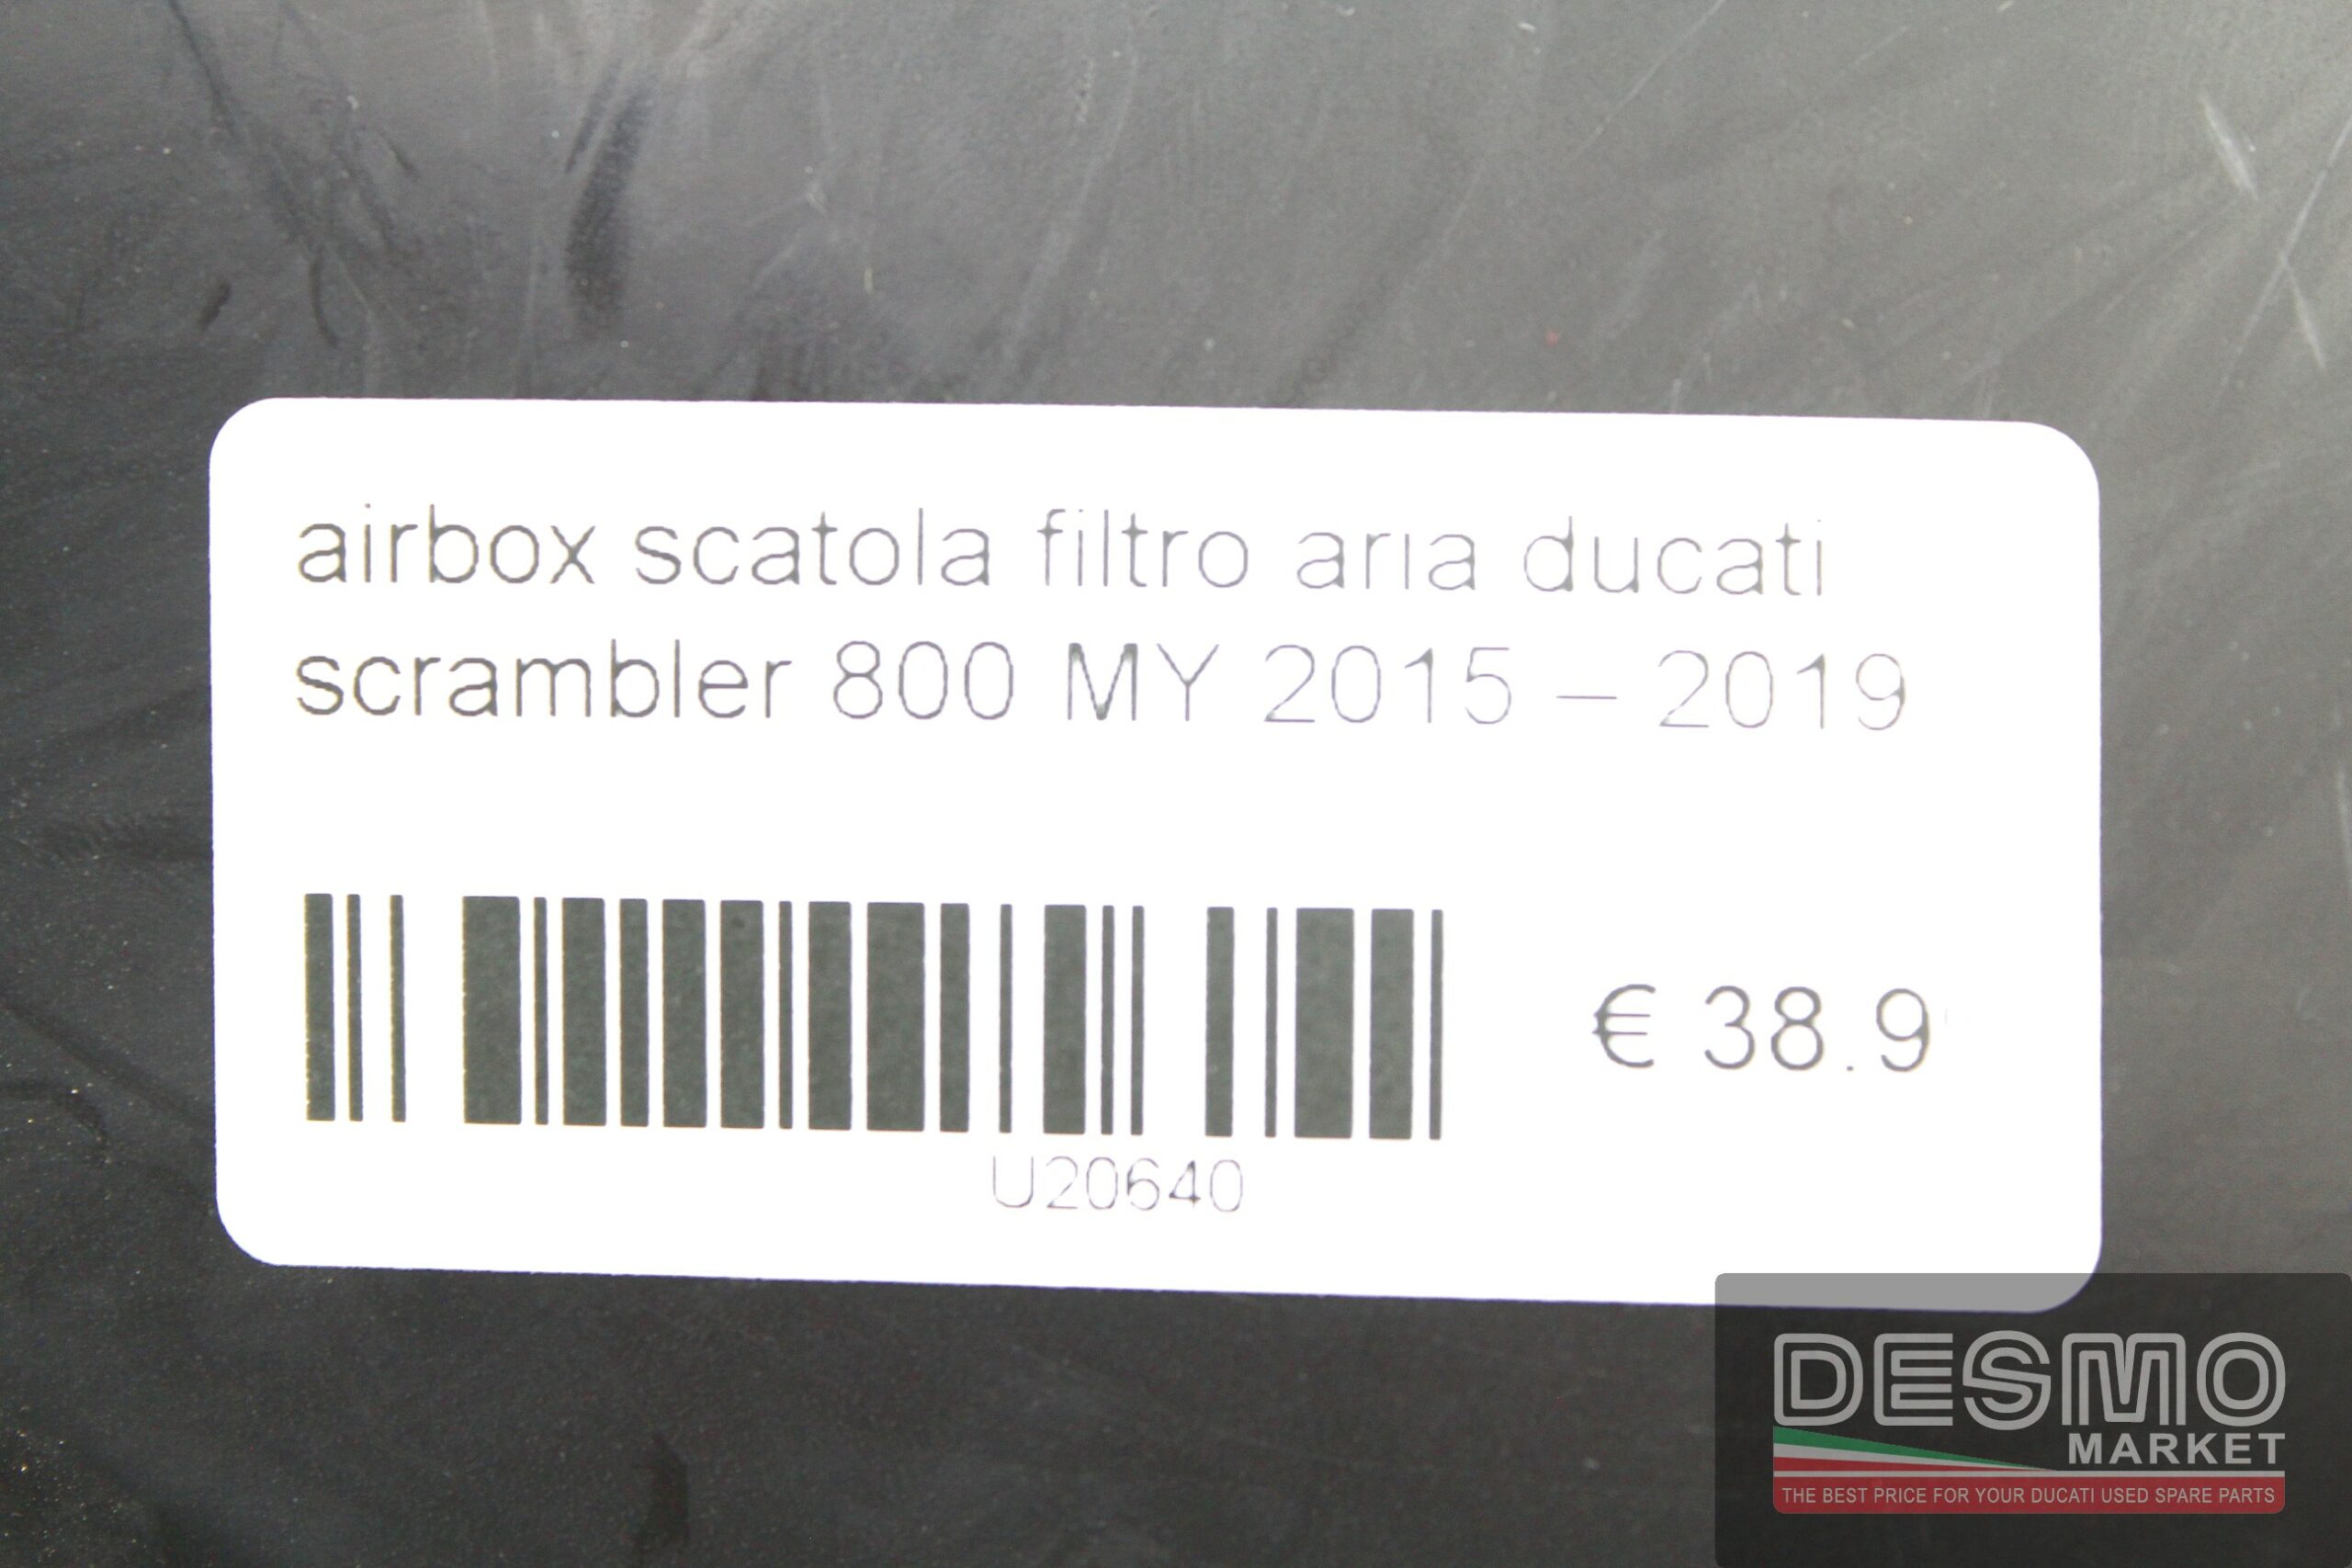 airbox scatola filtro aria ducati
scrambler 800 MY 2015 – 2019
€ 38.9
U20640
DESMO
MARKET
THE BEST PRICE FOR YOUR DUCATI USED SPARE PARTS